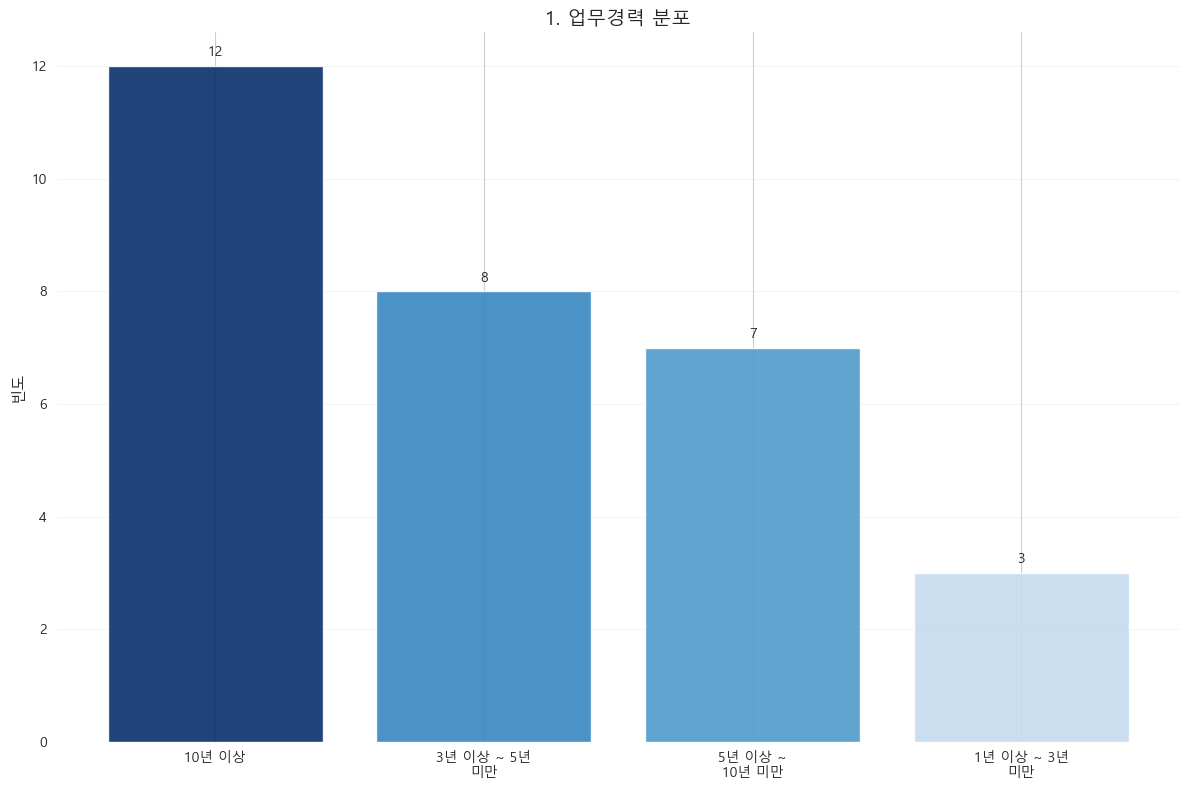 1. 업무경력 분포
빈도
12
10
8
6
4
2
0
12
8
7
3
10년 이상
3년 이상 ~ 5년
미만
5년 이상 ~
10년 미만
1년 이상 ~ 3년
미만